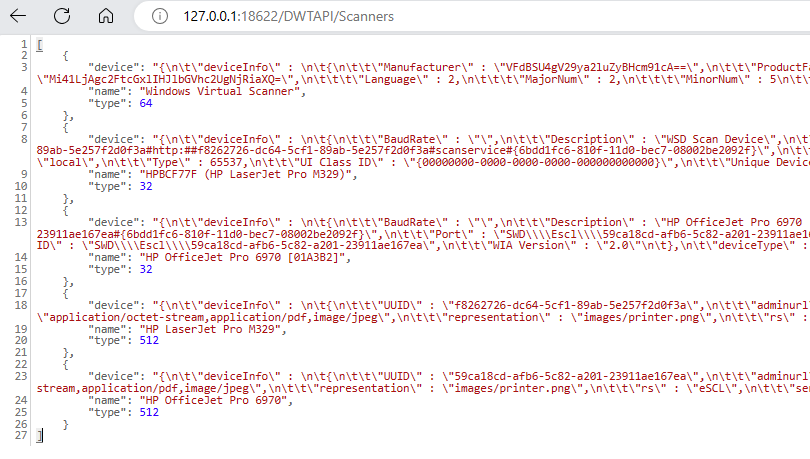 127.0.0.1:18622/DWTAPI/Scanners
1 [
2 {
3 "device": "{\n\t\"deviceInfo\" : \n\t{\n\t\t\"Manufacturer\" : \"VFdBSU4gV29ya2luZyBHcm91cA==\",\n\t\t\"ProductFa
\"Mi41LjAgc2FtcGxlIHJlbGVhc2UgNjRiaXQ=\",\n\t\t\"Language\" : 2,\n\t\t\"MajorNum\" : 2,\n\t\t\"MinorNum\" : 5\n\t
4 "name": "Windows Virtual Scanner",
5 "type": 64
6 },
7 {
8 "device": "{\n\t\"deviceInfo\" : \n\t{\n\t\t\"BaudRate\" : \"\",\n\t\t\"Description\" : \"WSD Scan Device\",\n\t
89ab-5e257f2d0f3a#http:##f8262726-dc64-5cf1-89ab-5e257f2d0f3a#scanservice#{6bdd1fc6-810f-11d0-bec7-08002be2092f}\",\n\t
\"local\",\n\t\t\"Type\" : 65537,\n\t\t\"UI Class ID\" : \"{00000000-0000-0000-0000-000000000000}\",\n\t\t\"Unique Devic
9 "name": "HPBCF77F (HP LaserJet Pro M329)",
10 "type": 32
11 },
12 {
13 "device": "{\n\t\"deviceInfo\" : \n\t{\n\t\t\"BaudRate\" : \"\",\n\t\t\"Description\" : \"HP OfficeJet Pro 6970
23911ae167ea#{6bdd1fc6-810f-11d0-bec7-08002be2092f}\",\n\t\t\"Port\" : \"SWD\\\\Escl\\\\59ca18cd-afb6-5c82-a201-23911ae
ID\" : \"SWD\\\\Escl\\\\59ca18cd-afb6-5c82-a201-23911ae167ea\",\n\t\t\"WIA Version\" : \"2.0\"\n\t},\n\t\"deviceType\" :
14 "name": "HP OfficeJet Pro 6970 [01A3B2]",
15 "type": 32
16 },
17 {
18 "device": "{\n\t\"deviceInfo\" : \n\t{\n\t\t\"UUID\" : \"f8262726-dc64-5cf1-89ab-5e257f2d0f3a\",\n\t\t\"adminurl
\"application/octet-stream,application/pdf,image/jpeg\",\n\t\t\"representation\" : \"images/printer.png\",\n\t\t\"rs\" :
19 "name": "HP LaserJet Pro M329",
20 "type": 512
21 },
22 {
23 "device": "{\n\t\"deviceInfo\" : \n\t{\n\t\t\"UUID\" : \"59ca18cd-afb6-5c82-a201-23911ae167ea\",\n\t\t\"adminurl
stream,application/pdf,image/jpeg\",\n\t\t\"representation\" : \"images/printer.png\",\n\t\t\"rs\" : \"eSCL\",\n\t\t\"se
24 "name": "HP OfficeJet Pro 6970",
25 "type": 512
26 }
27 ]